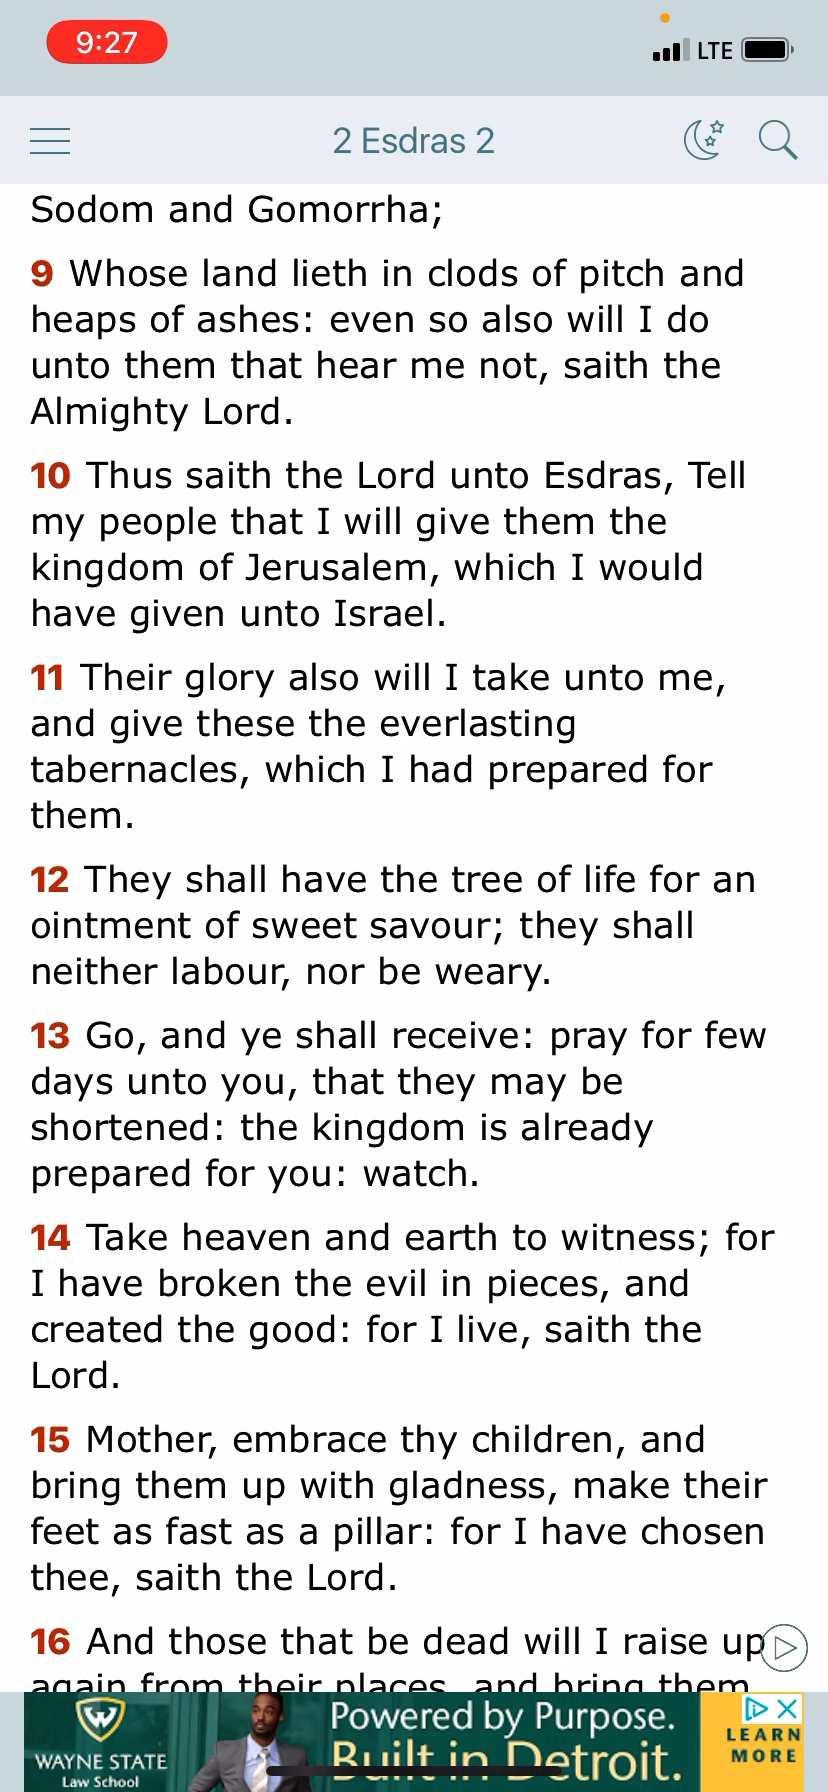 9:27
LTE
2 Esdras 2
Sodom and Gomorrha;
9 Whose land lieth in clods of pitch and
heaps of ashes: even so also will I do
unto them that hear me not, saith the
Almighty Lord.
10 Thus saith the Lord unto Esdras, Tell
my people that I will give them the
kingdom of Jerusalem, which I would
have given unto Israel.
11 Their glory also will I take unto me,
and give these the everlasting
tabernacles, which I had prepared for
them.
12 They shall have the tree of life for an
ointment of sweet savour; they shall
neither labour, nor be weary.
13 Go, and ye shall receive: pray for few
days unto you, that they may be
shortened: the kingdom is already
prepared for you: watch.
14 Take heaven and earth to witness; for
I have broken the evil in pieces, and
created the good: for I live, saith the
Lord.
15 Mother, embrace thy children, and
bring them up with gladness, make their
feet as fast as a pillar: for I have chosen
thee, saith the Lord.
16 And those that be dead will I raise up
again from their places, and bring them
W
WAYNE STATE
Law School
Powered by Purpose.
Built in Detroit.
LEARN
MORE